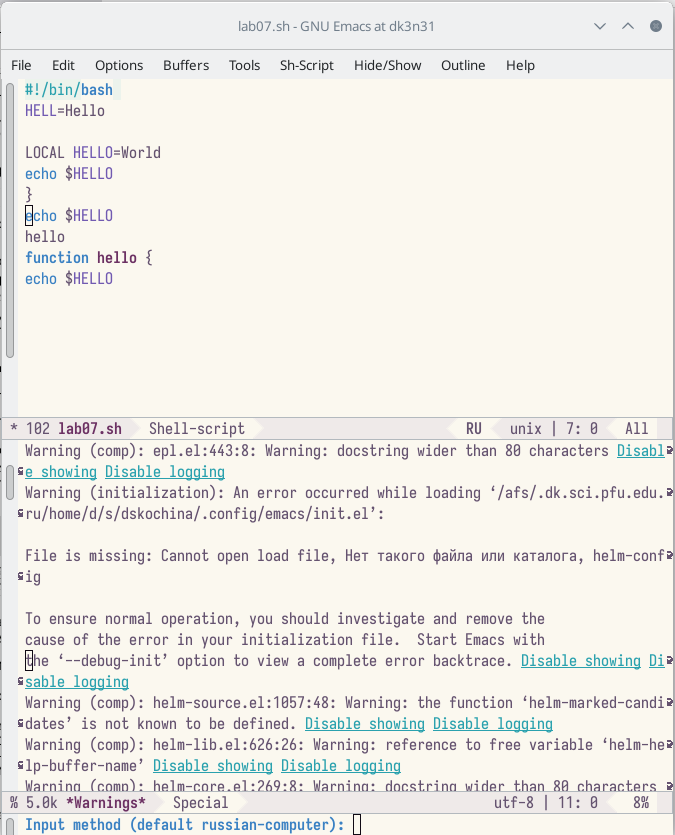 lab07.sh - GNU Emacs at dk3n31
File Edit Options Buffers Tools Sh-Script Hide/Show Outline Help
#!/bin/bash
HELL=Hello
LOCAL HELLO=World
echo $HELLO
}
echo $HELLO
hello
function hello {
echo $HELLO
* 102 lab07.sh Shell-script RU unix | 7: 0 All
Warning (comp): epl.el:443:8: Warning: docstring wider than 80 characters Disabl
e showing Disable logging
Warning (initialization): An error occurred while loading ‘/afs/.dk.sci.pfu.edu.
ru/home/d/s/dskochina/.config/emacs/init.el’:
File is missing: Cannot open load file, Нет такого файла или каталога, helm-conf
ig
To ensure normal operation, you should investigate and remove the
cause of the error in your initialization file.  Start Emacs with
the ‘--debug-init’ option to view a complete error backtrace. Disable showing Di
sable logging
Warning (comp): helm-source.el:1057:48: Warning: the function ‘helm-marked-candi
dates’ is not known to be defined. Disable showing Disable logging
Warning (comp): helm-lib.el:626:26: Warning: reference to free variable ‘helm-he
lp-buffer-name’ Disable showing Disable logging
Warning (comp): helm-core.el:269:8: Warning: docstring wider than 80 characters
% 5.0k *Warnings* Special utf-8 | 11: 0 8%
Input method (default russian-computer):